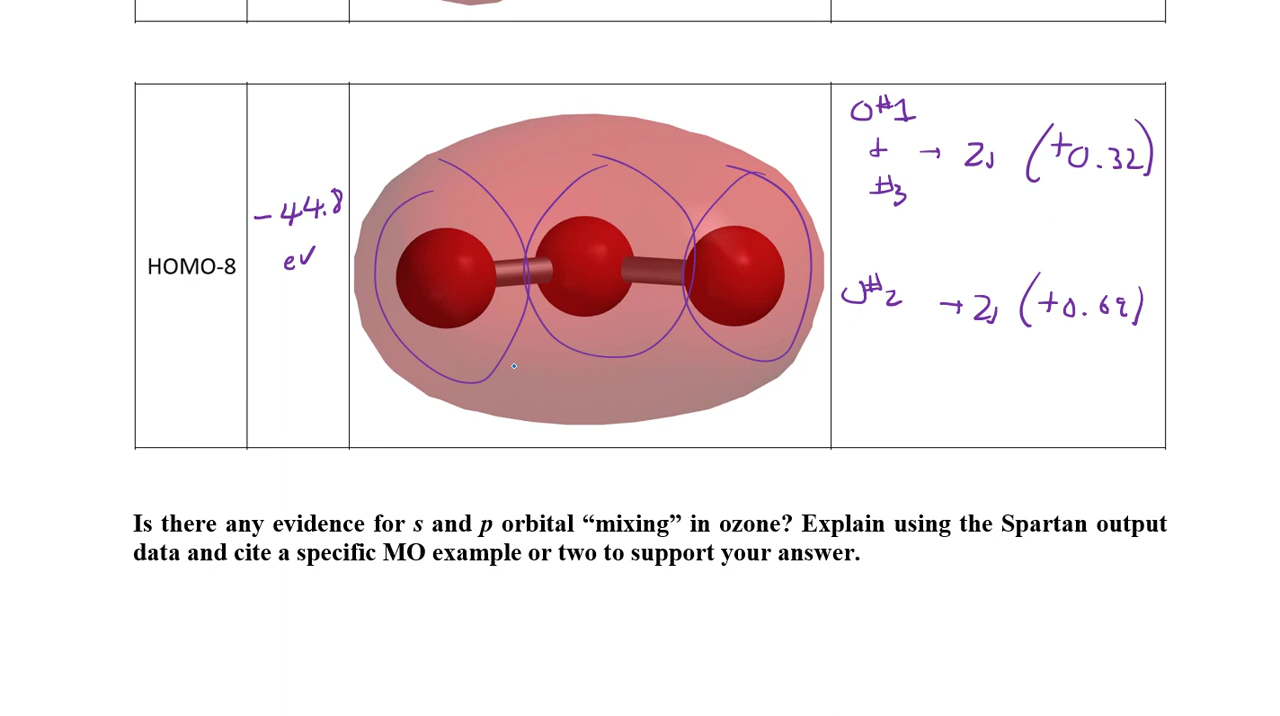 O#1
+ → 2s (+0.32)
#3
-44.8
eV
HOMO-8
O#2 → 2s (+0.69)
Is there any evidence for s and p orbital “mixing” in ozone? Explain using the Spartan output
data and cite a specific MO example or two to support your answer.